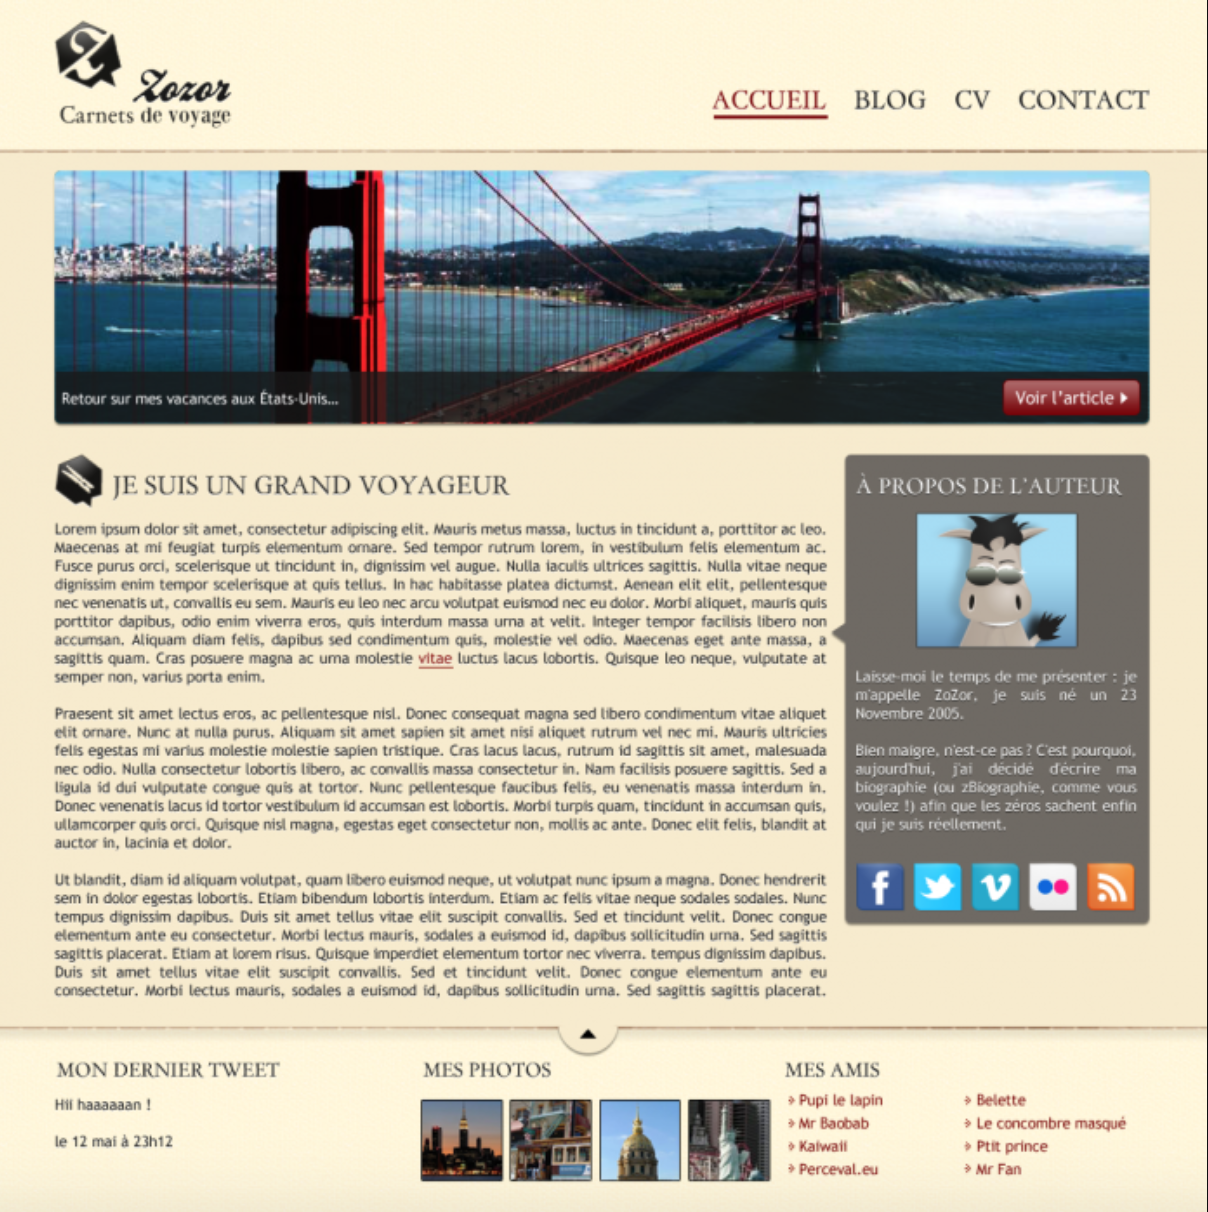 Zozor
Carnets de voyage
ACCUEIL BLOG CV CONTACT
Retour sur mes vacances aux États-Unis...
Voir l'article
JE SUIS UN GRAND VOYAGEUR
Lorem ipsum dolor sit amet, consectetur adipiscing elit. Mauris metus massa, luctus in tincidunt a, porttitor ac leo.
Maecenas at mi feugiat turpis elementum ornare. Sed tempor rutrum lorem, in vestibulum felis elementum ac.
Fusce purus orci, scelerisque ut tincidunt in, dignissim vel augue. Nulla iaculis ultrices sagittis. Nulla vitae neque
dignissim enim tempor scelerisque at quis tellus. In hac habitasse platea dictumst. Aenean elit elit, pellentesque
nec venenatis ut, convallis eu sem. Mauris eu leo nec arcu volutpat euismod nec eu dolor. Morbi aliquet, mauris quis
porttitor dapibus, odio enim viverra eros, quis interdum massa urna at velit. Integer tempor facilisis libero non
accumsan. Aliquam diam felis, dapibus sed condimentum quis, molestie vel odio. Maecenas eget ante massa, a
sagittis quam. Cras posuere magna ac urna molestie vitae luctus lacus lobortis. Quisque leo neque, vulputate at
semper non, varius porta enim.
Praesent sit amet lectus eros, ac pellentesque nisl. Donec consequat magna sed libero condimentum vitae aliquet
elit ornare. Nunc at nulla purus. Aliquam sit amet sapien sit amet nisi aliquet rutrum vel nec mi. Mauris ultricies
felis egestas mi varius molestie molestie sapien tristique. Cras lacus lacus, rutrum id sagittis sit amet, malesuada
nec odio. Nulla consectetur lobortis libero, ac convallis massa consectetur in. Nam facilisis posuere sagittis. Sed a
ligula id dui vulputate congue quis at tortor. Nunc pellentesque faucibus felis, eu venenatis massa interdum in.
Donec venenatis lacus id tortor vestibulum id accumsan est lobortis. Morbi turpis quam, tincidunt in accumsan quis,
ullamcorper quis orci. Quisque nisl magna, egestas eget consectetur non, mollis ac ante. Donec elit felis, blandit at
auctor in, lacinia et dolor.
Ut blandit, diam id aliquam volutpat, quam libero euismod neque, ut volutpat nunc ipsum a magna. Donec hendrerit
sem in dolor egestas lobortis. Etiam bibendum lobortis interdum. Etiam ac felis vitae neque sodales sodales. Nunc
tempus dignissim dapibus. Duis sit amet tellus vitae elit suscipit convallis. Sed et tincidunt velit. Donec congue
elementum ante eu consectetur. Morbi lectus mauris, sodales a euismod id, dapibus sollicitudin urna. Sed sagittis
sagittis placerat. Etiam at lorem risus. Quisque imperdiet elementum tortor nec viverra. tempus dignissim dapibus.
Duis sit amet tellus vitae elit suscipit convallis. Sed et tincidunt velit. Donec congue elementum ante eu
consectetur. Morbi lectus mauris, sodales a euismod id, dapibus sollicitudin urna. Sed sagittis sagittis placerat.
À PROPOS DE L'AUTEUR
Laisse-moi le temps de me présenter : je
m'appelle ZoZor, je suis né un 23
Novembre 2005.
Bien maigre, n'est-ce pas ? C'est pourquoi,
aujourd'hui, j'ai décidé d'écrire ma
biographie (ou zBiographie, comme vous
voulez !) afin que les zéros sachent enfin
qui je suis réellement.
MON DERNIER TWEET
Hii haaaaaan !
le 12 mai à 23h12
MES PHOTOS
MES AMIS
Pupi le lapin
Mr Baobab
Kaiwaii
Perceval.eu
Belette
Le concombre masqué
Ptit prince
Mr Fan